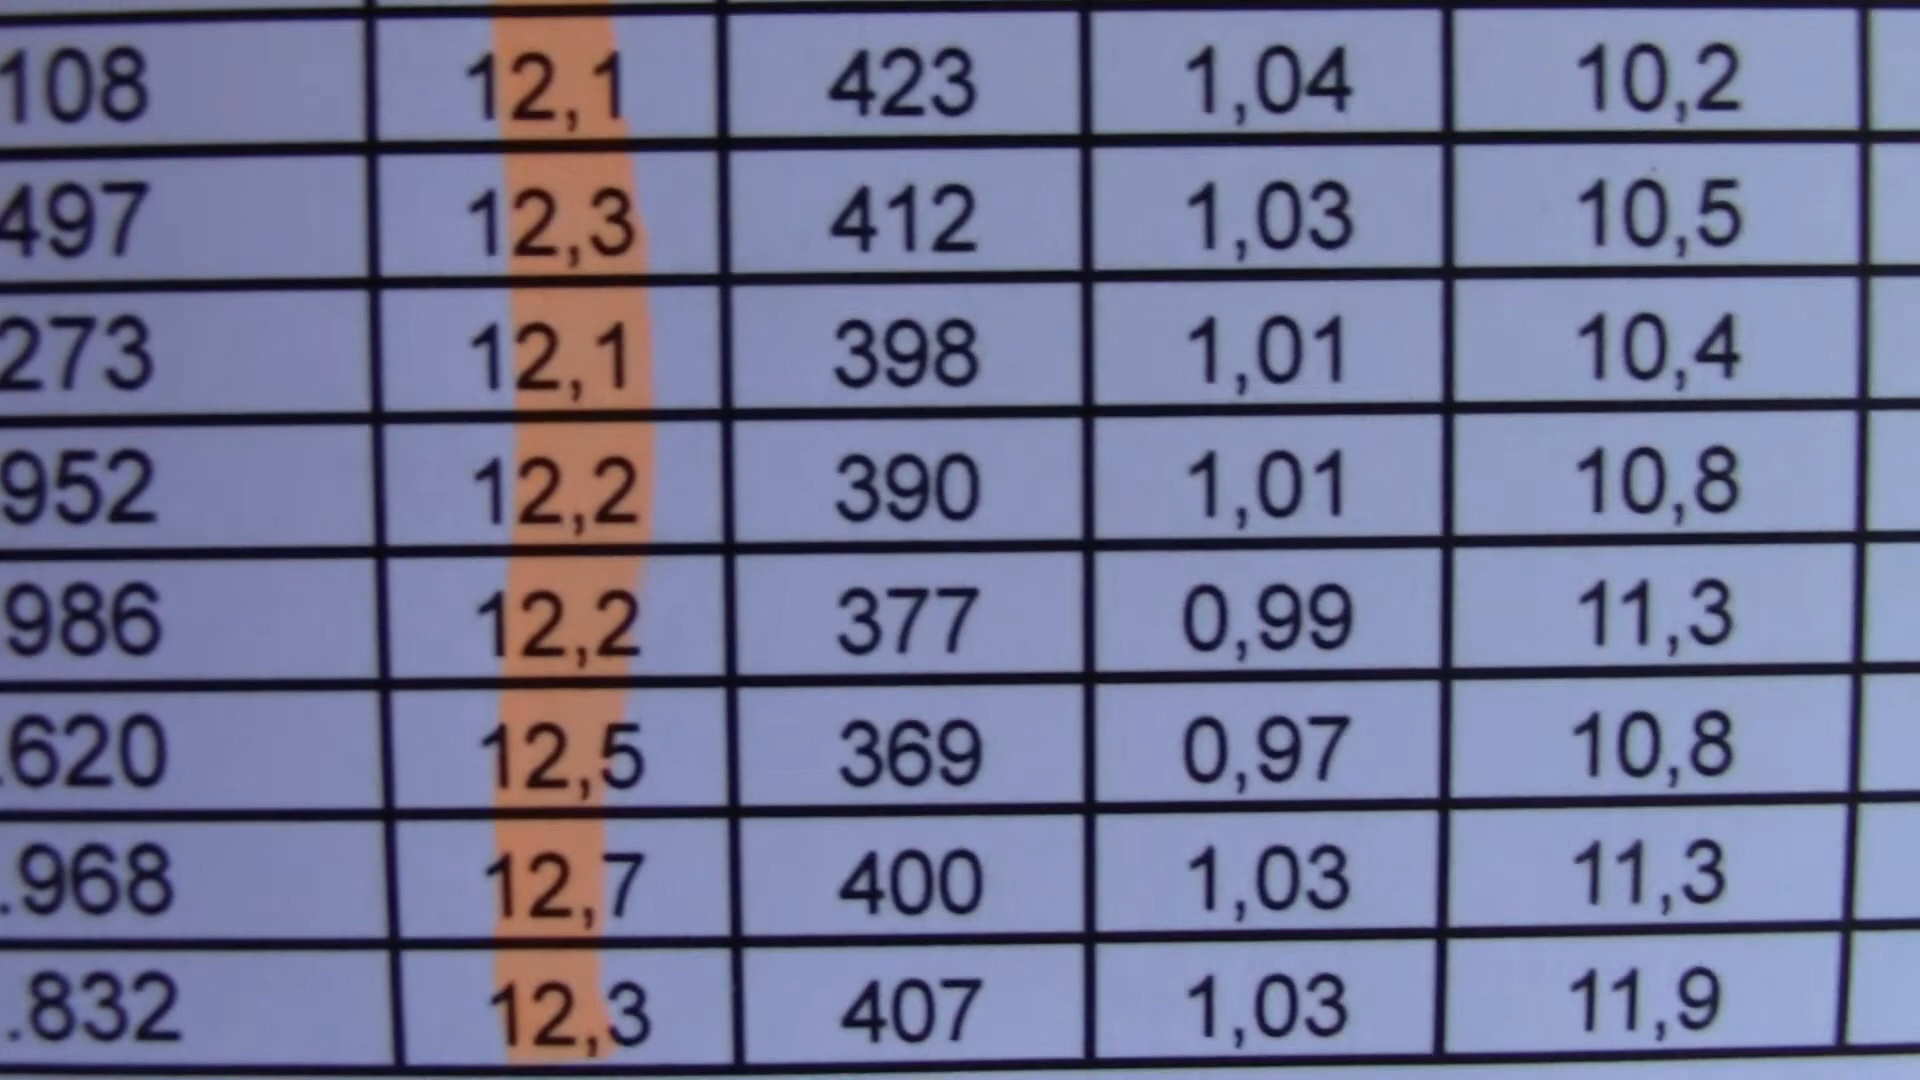 108 12,1 423 1,04 10,2
497 12,3 412 1,03 10,5
273 12,1 398 1,01 10,4
952 12,2 390 1,01 10,8
986 12,2 377 0,99 11,3
.620 12,5 369 0,97 10,8
.968 12,7 400 1,03 11,3
.832 12,3 407 1,03 11,9